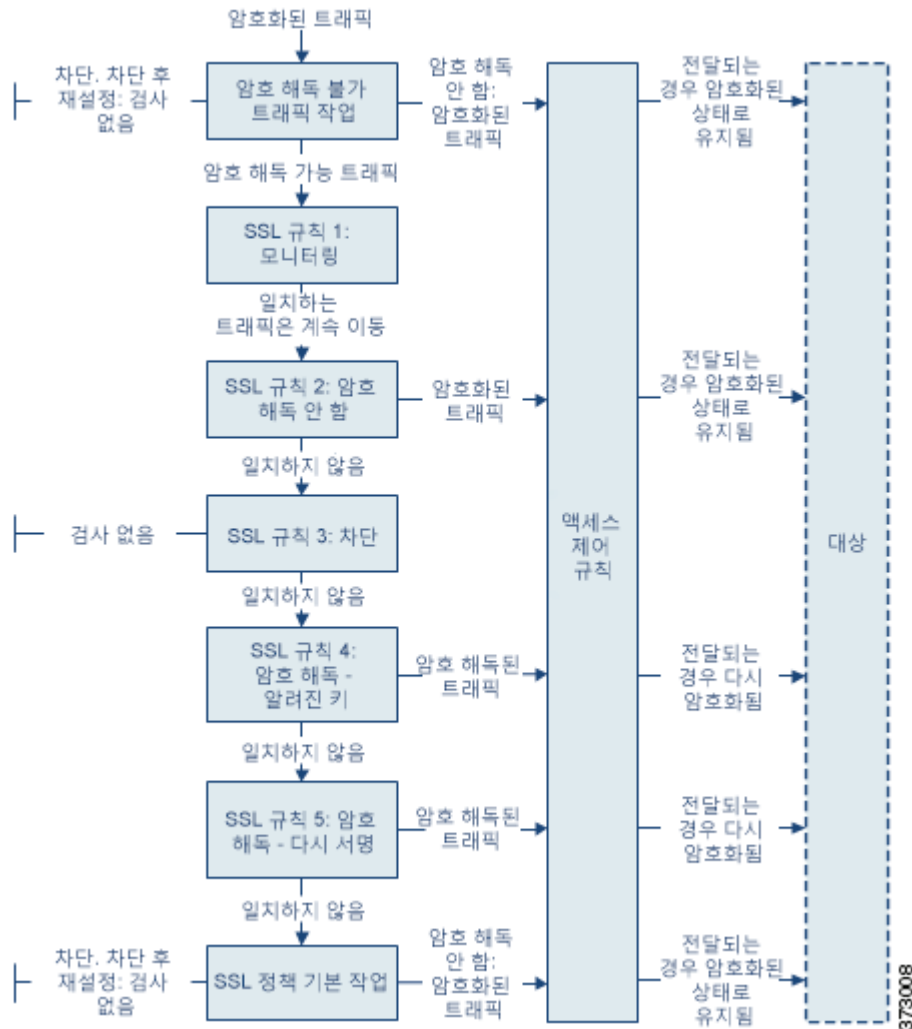 암호화된 트래픽
차단. 차단 후
재설정: 검사
없음
암호 해독 불가
트래픽 작업
암호 해독
안 함:
암호화된
트래픽
전달되는
경우 암호화된
상태로
유지됨
암호 해독 가능 트래픽
SSL 규칙 1:
모니터링
일치하는
트래픽은 계속 이동
SSL 규칙 2: 암호
해독 안 함
암호화된
트래픽
전달되는
경우 암호화된
상태로
유지됨
일치하지 않음
검사 없음
SSL 규칙 3: 차단
액세스
제어
규칙
대상
일치하지 않음
SSL 규칙 4:
암호 해독 -
알려진 키
암호 해독된
트래픽
전달되는
경우 다시
암호화됨
일치하지 않음
SSL 규칙 5: 암호
해독 - 다시 서명
암호 해독된
트래픽
전달되는
경우 다시
암호화됨
일치하지 않음
차단. 차단 후
재설정: 검사
없음
SSL 정책 기본 작업
암호 해독
안 함:
암호화된
트래픽
전달되는
경우 암호화된
상태로
유지됨
373008